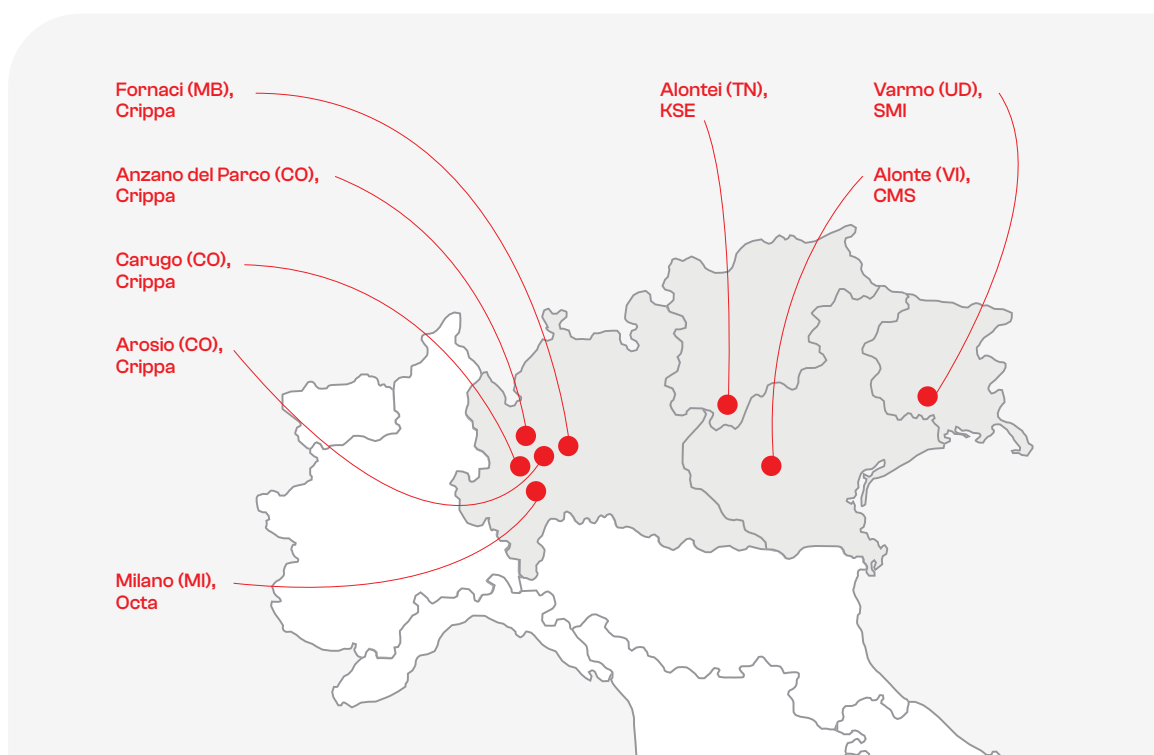 Fornaci (MB),
Crippa
Anzano del Parco (CO),
Crippa
Carugo (CO),
Crippa
Arosio (CO),
Crippa
Milano (MI),
Octa
Alontei (TN),
KSE
Varmo (UD),
SMI
Alonte (VI),
CMS